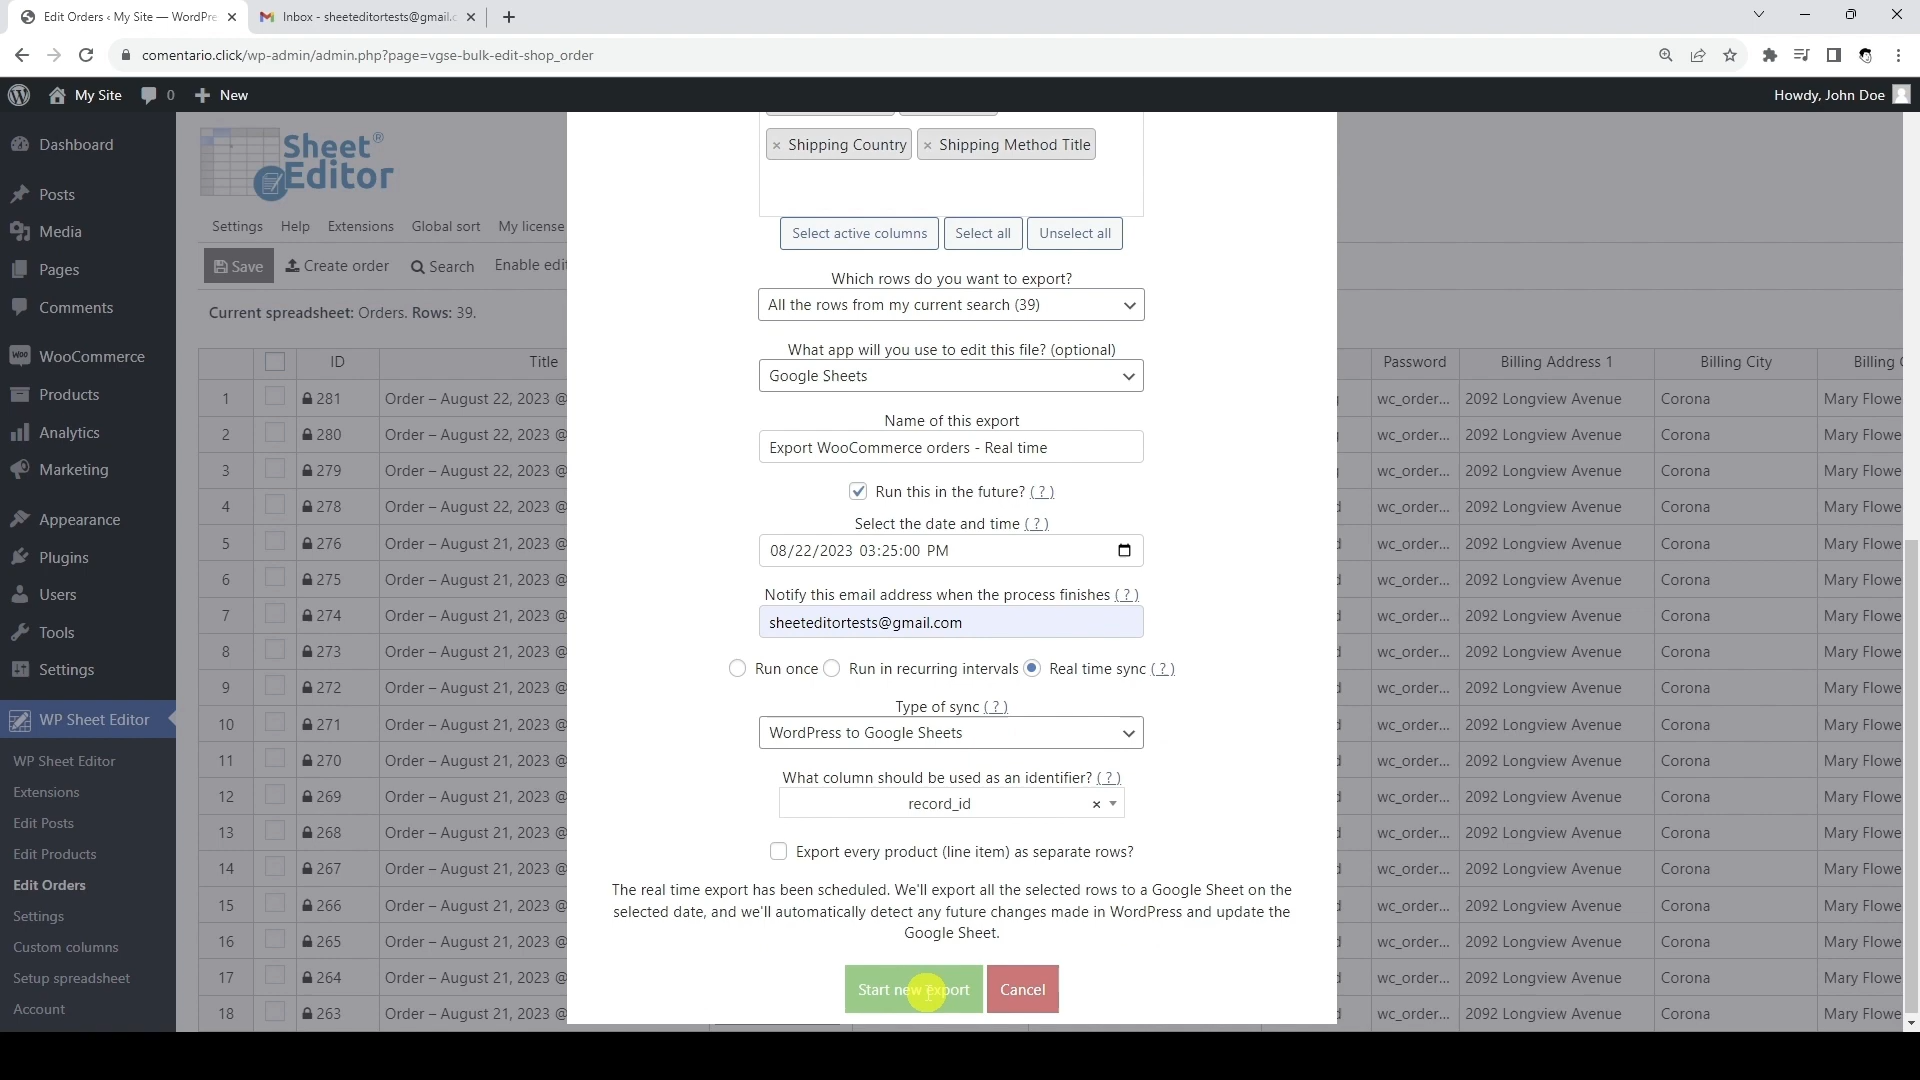 Edit Orders ‹ My Site — WordPre
Inbox - sheeteditortests@gmail.c
comentario.click/wp-admin/admin.php?page=vgse-bulk-edit-shop_order
My Site 0 New Howdy, John Doe
Dashboard
Posts
Media
Pages
Comments
WooCommerce
Products
Analytics
Marketing
Appearance
Plugins
Users
Tools
Settings
WP Sheet Editor
WP Sheet Editor
Extensions
Edit Posts
Edit Products
Edit Orders
Settings
Custom columns
Setup spreadsheet
Account
Sheet®
Editor
Settings Help Extensions Global sort My license
Save Create order Search Enable edi
Current spreadsheet: Orders. Rows: 39.
ID Title Password Billing Address 1 Billing City Billing
1 281 Order – August 22, 2023 @ wc_order... 2092 Longview Avenue Corona Mary Flowe
2 280 Order – August 22, 2023 @ wc_order... 2092 Longview Avenue Corona Mary Flowe
3 279 Order – August 22, 2023 @ wc_order... 2092 Longview Avenue Corona Mary Flowe
4 278 Order – August 22, 2023 @ wc_order... 2092 Longview Avenue Corona Mary Flowe
5 276 Order – August 21, 2023 @ wc_order... 2092 Longview Avenue Corona Mary Flowe
6 275 Order – August 21, 2023 @ wc_order... 2092 Longview Avenue Corona Mary Flowe
7 274 Order – August 21, 2023 @ wc_order... 2092 Longview Avenue Corona Mary Flowe
8 273 Order – August 21, 2023 @ wc_order... 2092 Longview Avenue Corona Mary Flowe
9 272 Order – August 21, 2023 @ wc_order... 2092 Longview Avenue Corona Mary Flowe
10 271 Order – August 21, 2023 @ wc_order... 2092 Longview Avenue Corona Mary Flowe
11 270 Order – August 21, 2023 @ wc_order... 2092 Longview Avenue Corona Mary Flowe
12 269 Order – August 21, 2023 @ wc_order... 2092 Longview Avenue Corona Mary Flowe
13 268 Order – August 21, 2023 @ wc_order... 2092 Longview Avenue Corona Mary Flowe
14 267 Order – August 21, 2023 @ wc_order... 2092 Longview Avenue Corona Mary Flowe
15 266 Order – August 21, 2023 @ wc_order... 2092 Longview Avenue Corona Mary Flowe
16 265 Order – August 21, 2023 @ wc_order... 2092 Longview Avenue Corona Mary Flowe
17 264 Order – August 21, 2023 @ wc_order... 2092 Longview Avenue Corona Mary Flowe
18 263 Order – August 21, 2023 @ wc_order... 2092 Longview Avenue Corona Mary Flowe
× Shipping Country × Shipping Method Title
Select active columns Select all Unselect all
Which rows do you want to export?
All the rows from my current search (39)
What app will you use to edit this file? (optional)
Google Sheets
Name of this export
Export WooCommerce orders - Real time
Run this in the future? (?)
Select the date and time (?)
08/22/2023 03:25:00 PM
Notify this email address when the process finishes (?)
sheeteditortests@gmail.com
Run once Run in recurring intervals Real time sync (?)
Type of sync (?)
WordPress to Google Sheets
What column should be used as an identifier? (?)
record_id ×
Export every product (line item) as separate rows?
The real time export has been scheduled. We'll export all the selected rows to a Google Sheet on the
selected date, and we'll automatically detect any future changes made in WordPress and update the
Google Sheet.
Start new export Cancel